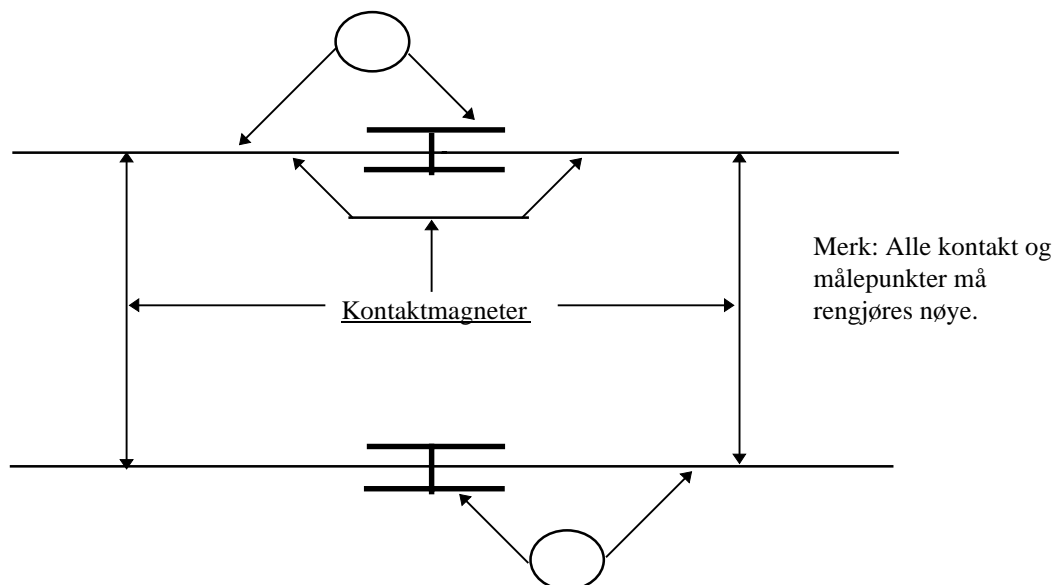 Merk: Alle kontakt og
målepunkter må
rengjøres nøye.
Kontaktmagneter